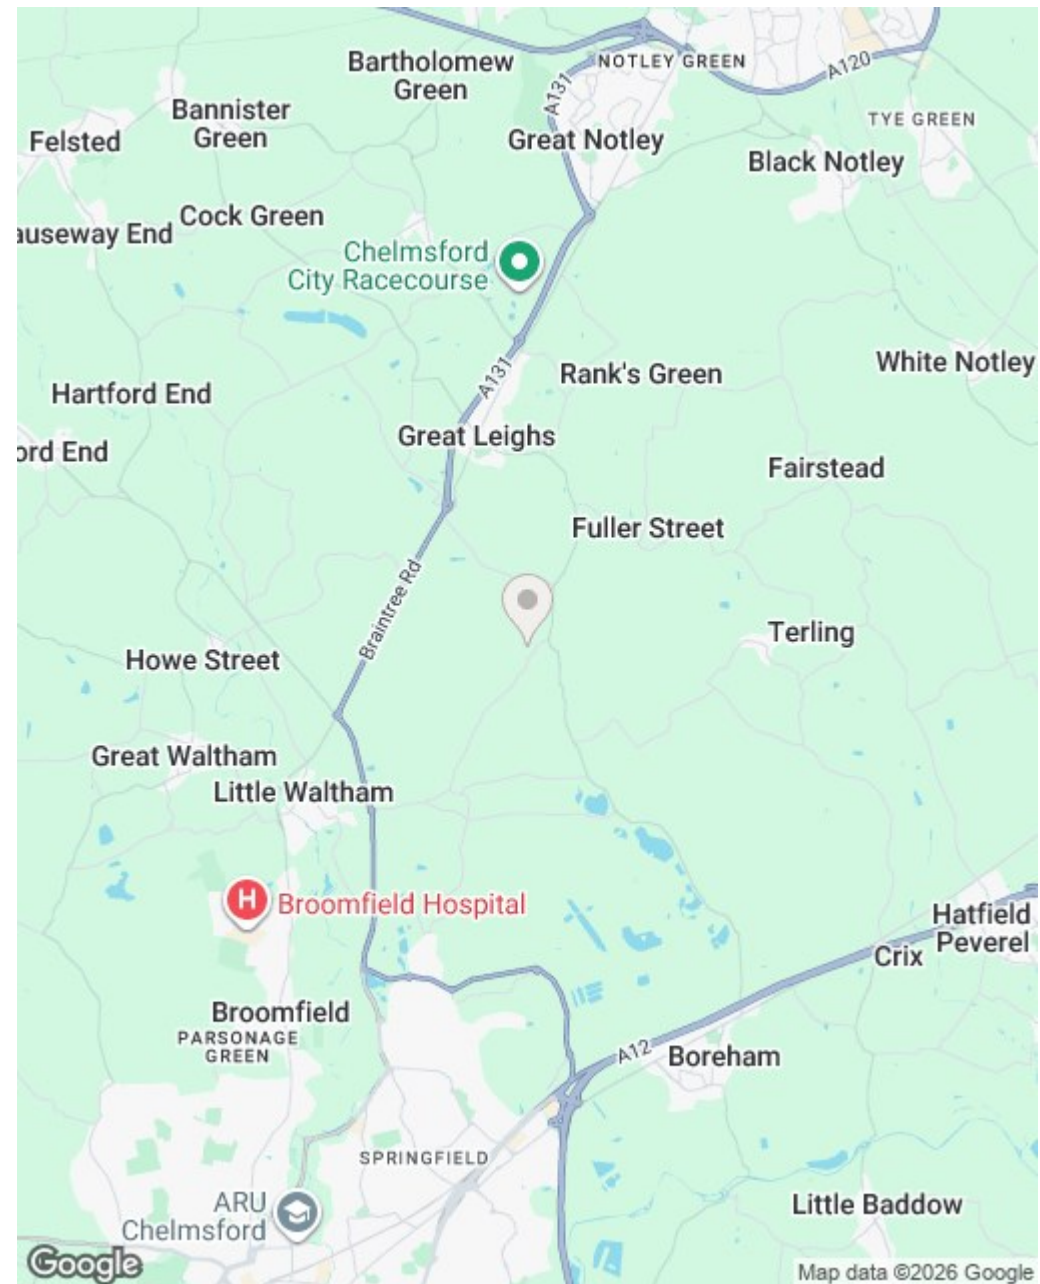 Bartholomew
Green
NOTLEY GREEN
A120
A131
Bannister
Green
TYE GREEN
Felsted
Great Notley
Black Notley
Cock Green
auseway End
Chelmsford
City Racecourse
A131
Rank's Green
White Notley
Hartford End
Great Leighs
ord End
Fairstead
Fuller Street
Braintree Rd
Terling
Howe Street
Great Waltham
Little Waltham
H
Broomfield Hospital
Hatfield
Peverel
Crix
Broomfield
PARSONAGE
GREEN
A12
Boreham
SPRINGFIELD
ARU
Chelmsford
Little Baddow
Google
Map data ©2026 Google